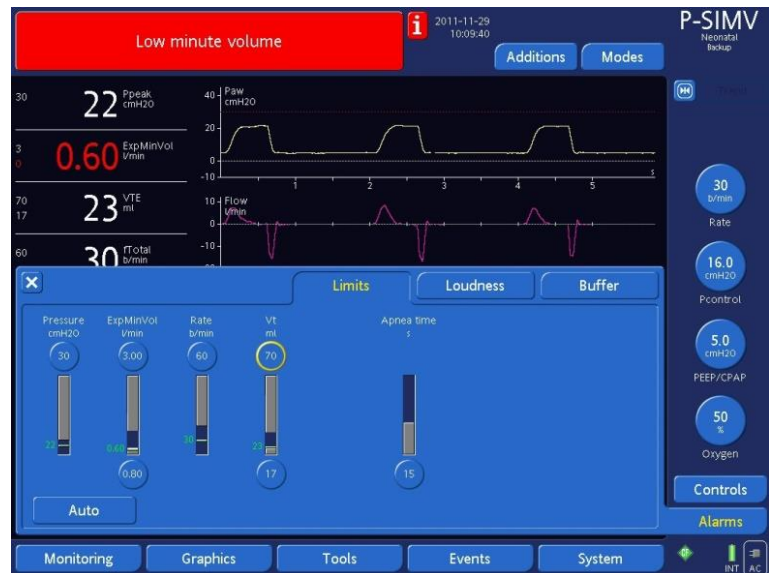 Low minute volume
i
2011-11-29
10:09:40
P-SIMV
Neonatal
Backup
Additions
Modes
30
22
Ppeak
cmH2O
3
0
0.60
ExpMinVol
l/min
70
17
23
VTE
ml
60
30
fTotal
b/min
40
Paw
cmH2O
20
0
-10
1
2
3
4
5
s
10
Flow
l/min
0
-10
30
b/min
Rate
16.0
cmH2O
Pcontrol
5.0
cmH2O
PEEP/CPAP
50
%
Oxygen
Controls
Alarms
Limits
Loudness
Buffer
Pressure
cmH2O
30
22
ExpMinVol
l/min
3.00
0.60
0.80
Rate
b/min
60
30
Vt
ml
70
23
17
Apnea time
s
15
Auto
Monitoring
Graphics
Tools
Events
System
INT
AC